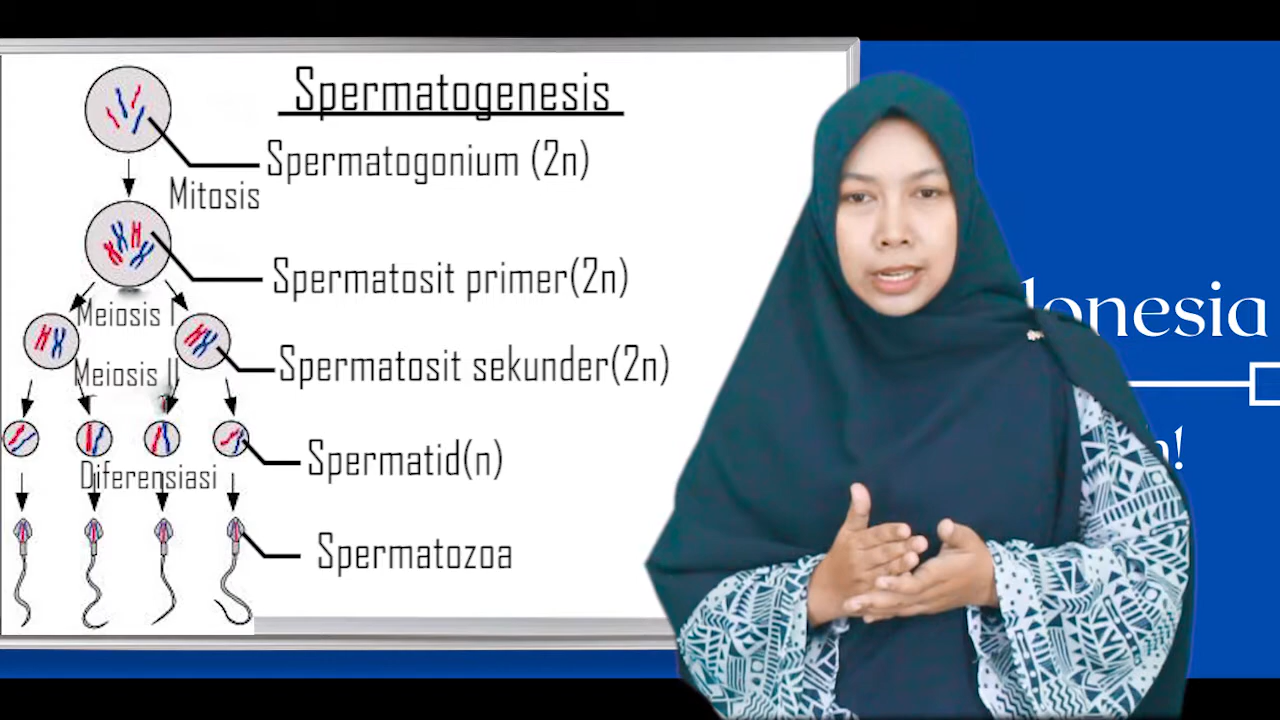 Spermatogenesis
Spermatogonium (2n)
Mitosis
Spermatosit primer(2n)
Meiosis I
Spermatosit sekunder(2n)
Meiosis II
Spermatid(n)
Diferensiasi
Spermatozoa